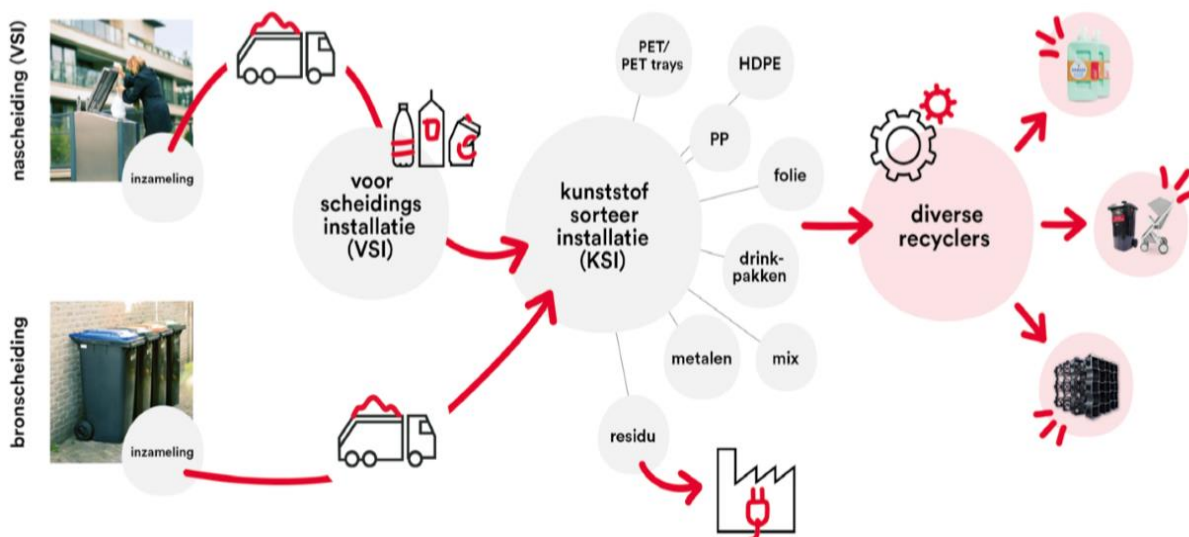 nascheiding (VSI)
inzameling
voor
scheidings
installatie
(VSI)
bronscheiding
inzameling
kunststof
sorteer
installatie
(KSI)
PET/
PET trays
HDPE
PP
folie
drink-
pakken
mix
metalen
residu
diverse
recyclers